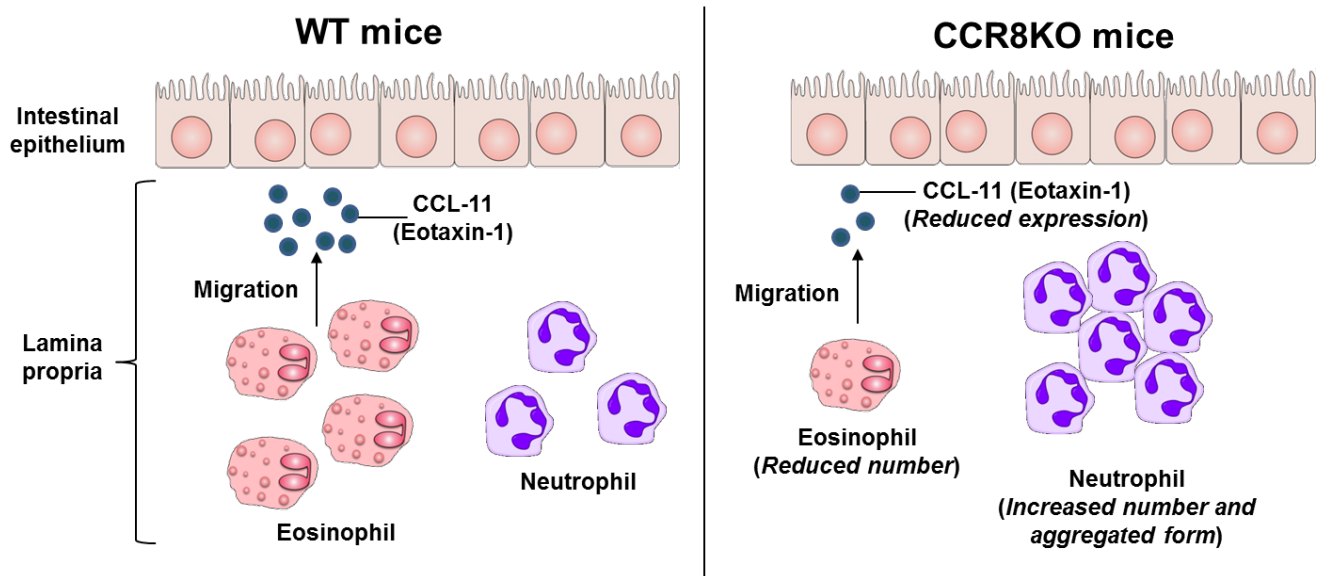 WT mice
Intestinal
epithelium
CCL-11
(Eotaxin-1)
Migration
Lamina
propria
Neutrophil
Eosinophil
CCR8KO mice
CCL-11 (Eotaxin-1)
(Reduced expression)
Migration
Eosinophil
(Reduced number)
Neutrophil
(Increased number and
aggregated form)